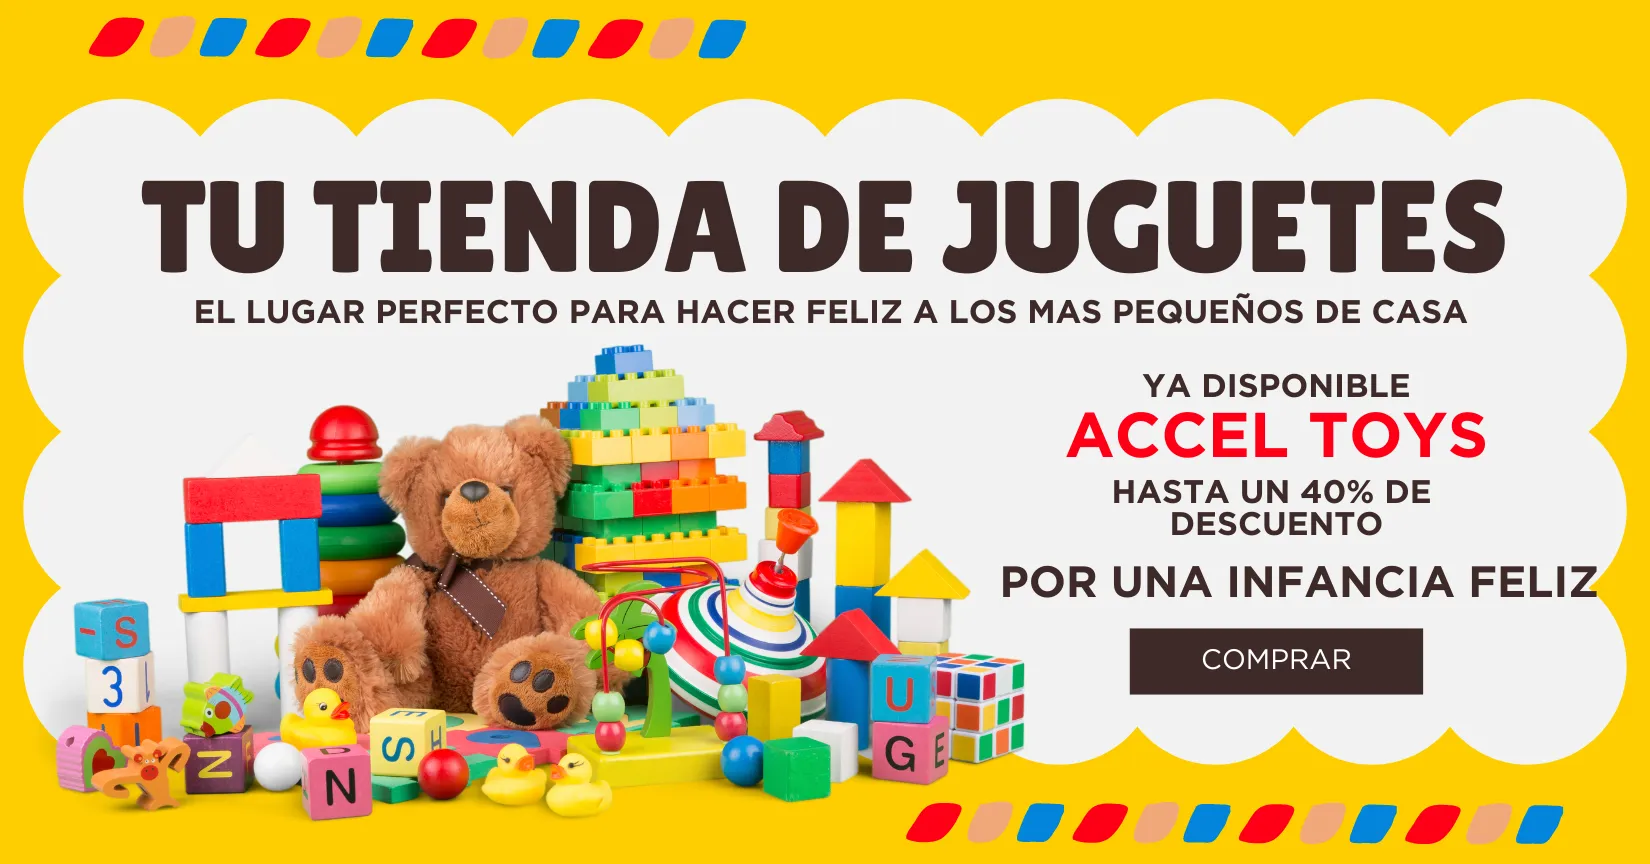 TU TIENDA DE JUGUETES
EL LUGAR PERFECTO PARA HACER FELIZ A LOS MAS PEQUEÑOS DE CASA
YA DISPONIBLE
ACCEL TOYS
HASTA UN 40% DE
DESCUENTO
POR UNA INFANCIA FELIZ
COMPRAR
S
3
U
N
S
E
N
D
G
E